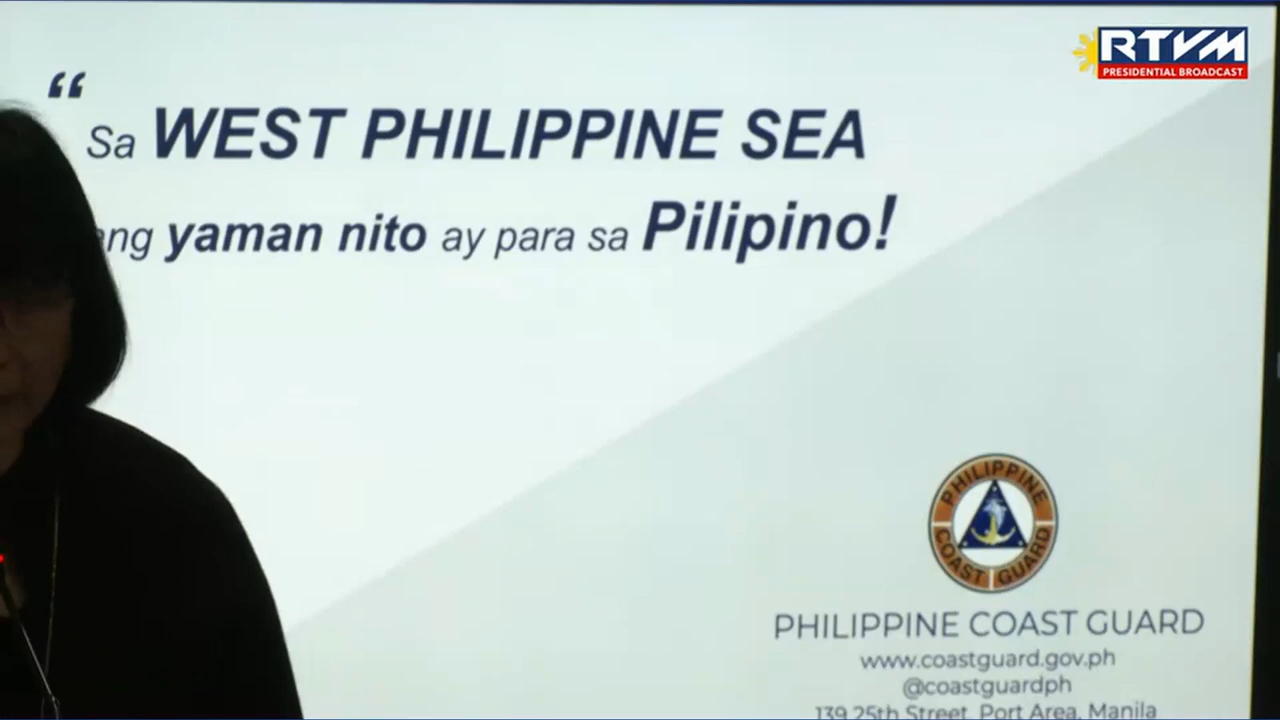 RTVM
PRESIDENTIAL BROADCAST
“
Sa WEST PHILIPPINE SEA
ang yaman nito ay para sa Pilipino!
PHILIPPINE
COAST GUARD
PHILIPPINE COAST GUARD
www.coastguard.gov.ph
@coastguardph
139 25th Street, Port Area, Manila